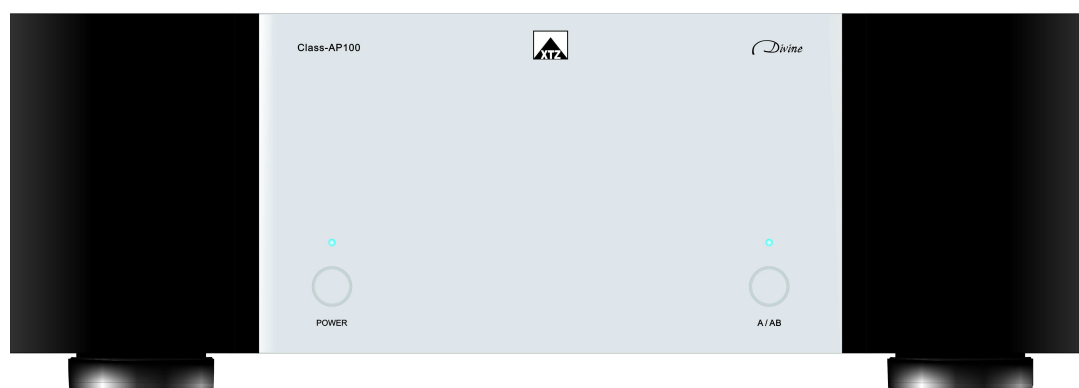 Class-AP100
XTZ
Divine
POWER
A/AB